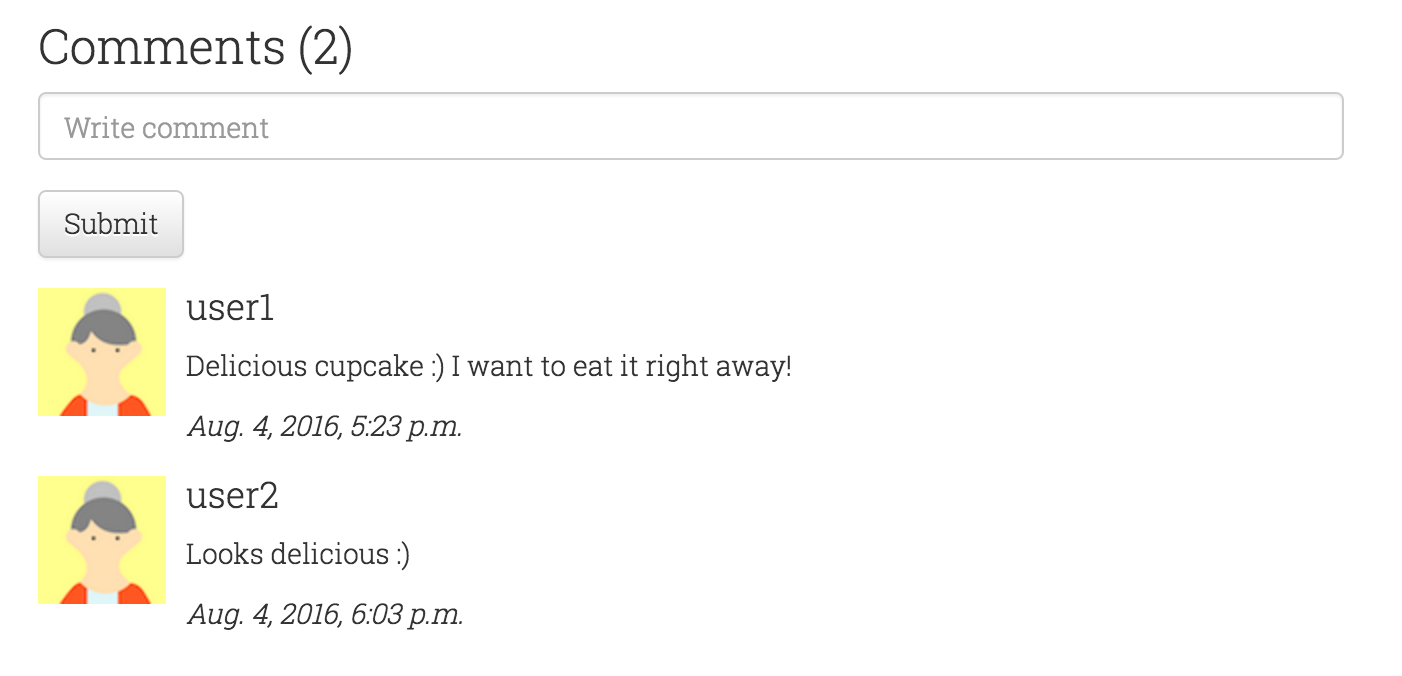 Comments (2)
Write comment
Submit
user1
Delicious cupcake :) I want to eat it right away!
Aug. 4, 2016, 5:23 p.m.
user2
Looks delicious :)
Aug. 4, 2016, 6:03 p.m.